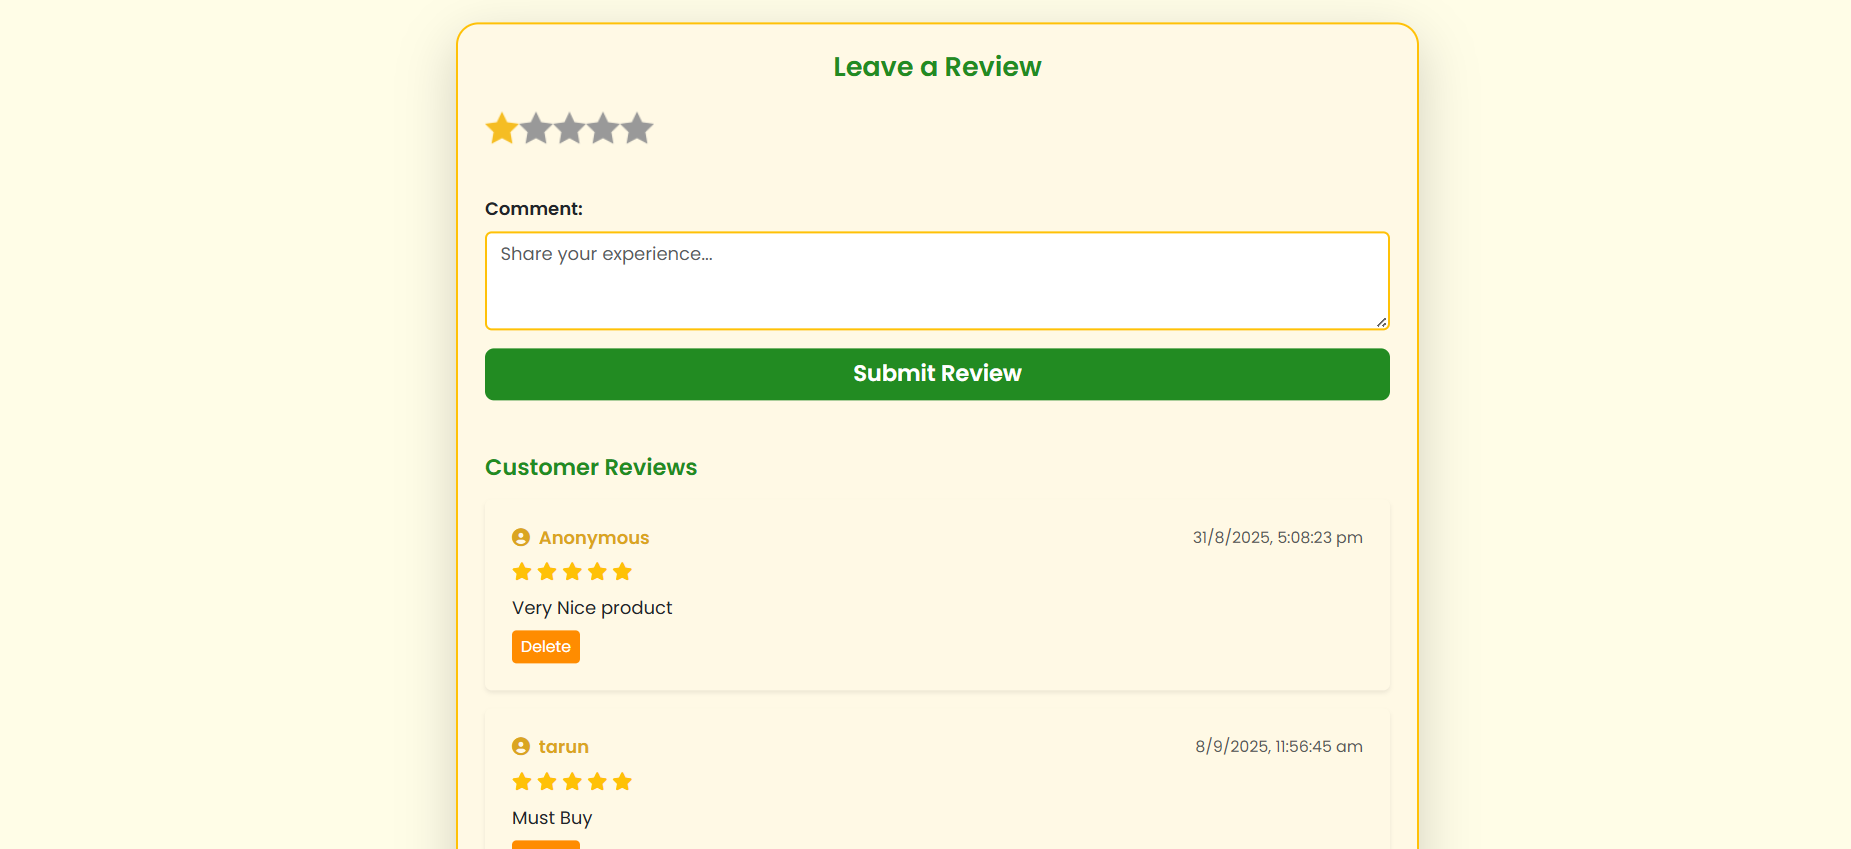 Leave a Review
Comment:
Share your experience...
Submit Review
Customer Reviews
Anonymous 31/8/2025, 5:08:23 pm
Very Nice product
Delete
tarun 8/9/2025, 11:56:45 am
Must Buy